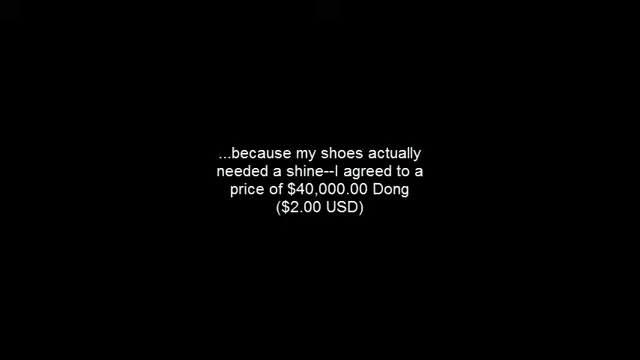 ...because my shoes actually
needed a shine--I agreed to a
price of $40,000.00 Dong
($2.00 USD)